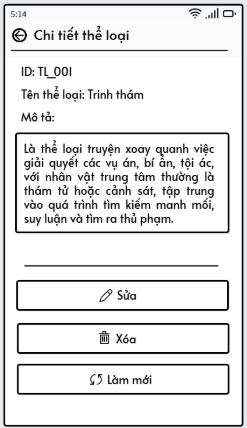 5:14
Chi tiết thể loại
ID: TL_001
Tên thể loại: Trinh thám
Mô tả:
Là thể loại truyện xoay quanh việc
giải quyết các vụ án, bí ẩn, tội ác,
với nhân vật trung tâm thường là
thám tử hoặc cảnh sát, tập trung
vào quá trình tìm kiếm manh mối,
suy luận và tìm ra thủ phạm.
Sửa
Xóa
Làm mới